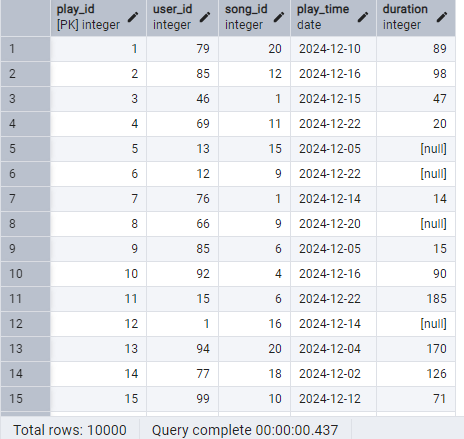 play_id user_id song_id play_time duration
[PK] integer integer integer date integer
1 1 79 20 2024-12-10 89
2 2 85 12 2024-12-16 98
3 3 46 1 2024-12-15 47
4 4 69 11 2024-12-22 20
5 5 13 15 2024-12-05 [null]
6 6 12 9 2024-12-22 [null]
7 7 76 1 2024-12-14 14
8 8 66 9 2024-12-20 [null]
9 9 85 6 2024-12-05 15
10 10 92 4 2024-12-16 90
11 11 15 6 2024-12-22 185
12 12 1 16 2024-12-14 [null]
13 13 94 20 2024-12-04 170
14 14 77 18 2024-12-02 126
15 15 99 10 2024-12-12 71
Total rows: 10000 Query complete 00:00:00.437